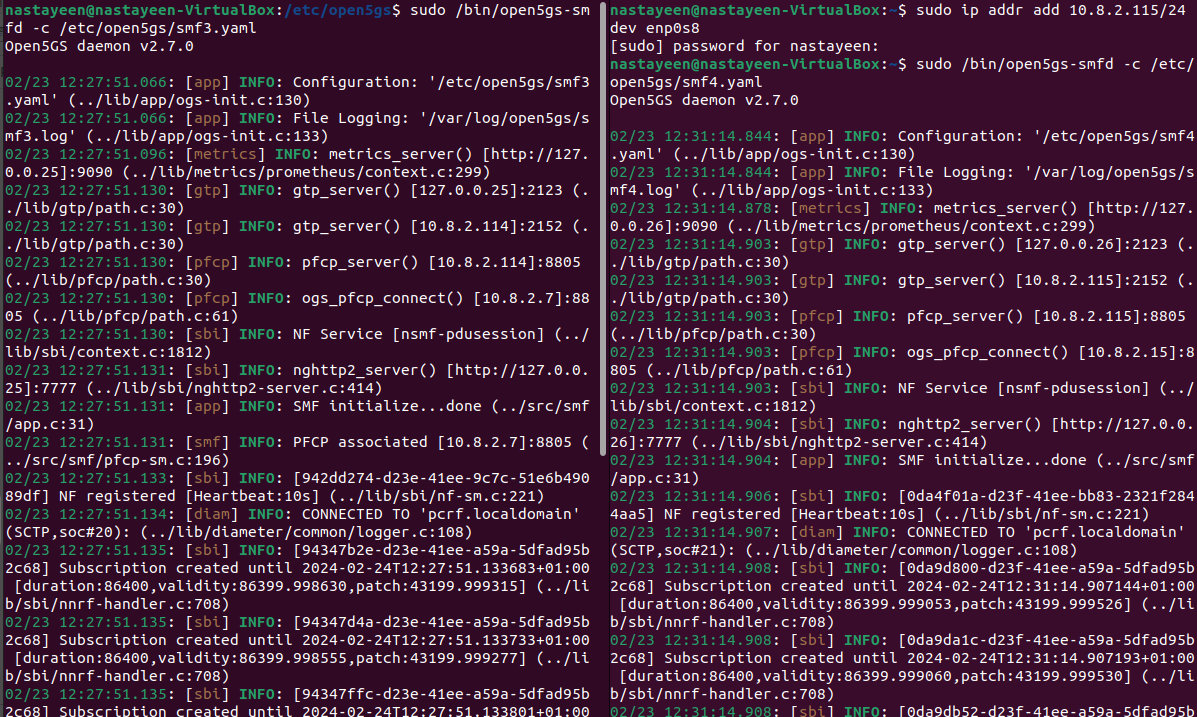 nastayeen@nastayeen-VirtualBox:/etc/open5gs$ sudo /bin/open5gs-sm
fd -c /etc/open5gs/smf3.yaml
Open5GS daemon v2.7.0
02/23 12:27:51.066: [app] INFO: Configuration: '/etc/open5gs/smf3
.yaml' (../lib/app/ogs-init.c:130)
02/23 12:27:51.066: [app] INFO: File Logging: '/var/log/open5gs/s
mf3.log' (../lib/app/ogs-init.c:133)
02/23 12:27:51.096: [metrics] INFO: metrics_server() [http://127.
0.0.25]:9090 (../lib/metrics/prometheus/context.c:299)
02/23 12:27:51.130: [gtp] INFO: gtp_server() [127.0.0.25]:2123 (.
./lib/gtp/path.c:30)
02/23 12:27:51.130: [gtp] INFO: gtp_server() [10.8.2.114]:2152 (.
./lib/gtp/path.c:30)
02/23 12:27:51.130: [pfcp] INFO: pfcp_server() [10.8.2.114]:8805
(../lib/pfcp/path.c:30)
02/23 12:27:51.130: [pfcp] INFO: ogs_pfcp_connect() [10.8.2.7]:88
05 (../lib/pfcp/path.c:61)
02/23 12:27:51.130: [sbi] INFO: NF Service [nsmf-pdusession] (../
lib/sbi/context.c:1812)
02/23 12:27:51.131: [sbi] INFO: nghttp2_server() [http://127.0.0.
25]:7777 (../lib/sbi/nghttp2-server.c:414)
02/23 12:27:51.131: [app] INFO: SMF initialize...done (../src/smf
/app.c:31)
02/23 12:27:51.131: [smf] INFO: PFCP associated [10.8.2.7]:8805 (
../src/smf/pfcp-sm.c:196)
02/23 12:27:51.133: [sbi] INFO: [942dd274-d23e-41ee-9c7c-51e6b490
89df] NF registered [Heartbeat:10s] (../lib/sbi/nf-sm.c:221)
02/23 12:27:51.134: [diam] INFO: CONNECTED TO 'pcrf.localdomain'
(SCTP,soc#20): (../lib/diameter/common/logger.c:108)
02/23 12:27:51.135: [sbi] INFO: [94347b2e-d23e-41ee-a59a-5dfad95b
2c68] Subscription created until 2024-02-24T12:27:51.133683+01:00
[duration:86400,validity:86399.998630,patch:43199.999315] (../li
b/sbi/nnrf-handler.c:708)
02/23 12:27:51.135: [sbi] INFO: [94347d4a-d23e-41ee-a59a-5dfad95b
2c68] Subscription created until 2024-02-24T12:27:51.133733+01:00
[duration:86400,validity:86399.998555,patch:43199.999277] (../li
b/sbi/nnrf-handler.c:708)
02/23 12:27:51.135: [sbi] INFO: [94347ffc-d23e-41ee-a59a-5dfad95b
2c68] Subscription created until 2024-02-24T12:27:51.133801+01:00
nastayeen@nastayeen-VirtualBox:~$ sudo ip addr add 10.8.2.115/24
dev enp0s8
[sudo] password for nastayeen:
nastayeen@nastayeen-VirtualBox:~$ sudo /bin/open5gs-smfd -c /etc/
open5gs/smf4.yaml
Open5GS daemon v2.7.0
02/23 12:31:14.844: [app] INFO: Configuration: '/etc/open5gs/smf4
.yaml' (../lib/app/ogs-init.c:130)
02/23 12:31:14.844: [app] INFO: File Logging: '/var/log/open5gs/s
mf4.log' (../lib/app/ogs-init.c:133)
02/23 12:31:14.878: [metrics] INFO: metrics_server() [http://127.
0.0.26]:9090 (../lib/metrics/prometheus/context.c:299)
02/23 12:31:14.903: [gtp] INFO: gtp_server() [127.0.0.26]:2123 (.
./lib/gtp/path.c:30)
02/23 12:31:14.903: [gtp] INFO: gtp_server() [10.8.2.115]:2152 (.
./lib/gtp/path.c:30)
02/23 12:31:14.903: [pfcp] INFO: pfcp_server() [10.8.2.115]:8805
(../lib/pfcp/path.c:30)
02/23 12:31:14.903: [pfcp] INFO: ogs_pfcp_connect() [10.8.2.15]:8
805 (../lib/pfcp/path.c:61)
02/23 12:31:14.903: [sbi] INFO: NF Service [nsmf-pdusession] (../
lib/sbi/context.c:1812)
02/23 12:31:14.904: [sbi] INFO: nghttp2_server() [http://127.0.0.
26]:7777 (../lib/sbi/nghttp2-server.c:414)
02/23 12:31:14.904: [app] INFO: SMF initialize...done (../src/smf
/app.c:31)
02/23 12:31:14.906: [sbi] INFO: [0da4f01a-d23f-41ee-bb83-2321f284
4aa5] NF registered [Heartbeat:10s] (../lib/sbi/nf-sm.c:221)
02/23 12:31:14.907: [diam] INFO: CONNECTED TO 'pcrf.localdomain'
(SCTP,soc#21): (../lib/diameter/common/logger.c:108)
02/23 12:31:14.908: [sbi] INFO: [0da9d800-d23f-41ee-a59a-5dfad95b
2c68] Subscription created until 2024-02-24T12:31:14.907144+01:00
[duration:86400,validity:86399.999053,patch:43199.999526] (../li
b/sbi/nnrf-handler.c:708)
02/23 12:31:14.908: [sbi] INFO: [0da9da1c-d23f-41ee-a59a-5dfad95b
2c68] Subscription created until 2024-02-24T12:31:14.907193+01:00
[duration:86400,validity:86399.999060,patch:43199.999530] (../li
b/sbi/nnrf-handler.c:708)
02/23 12:31:14.908: [sbi] INFO: [0da9db52-d23f-41ee-a59a-5dfad95b